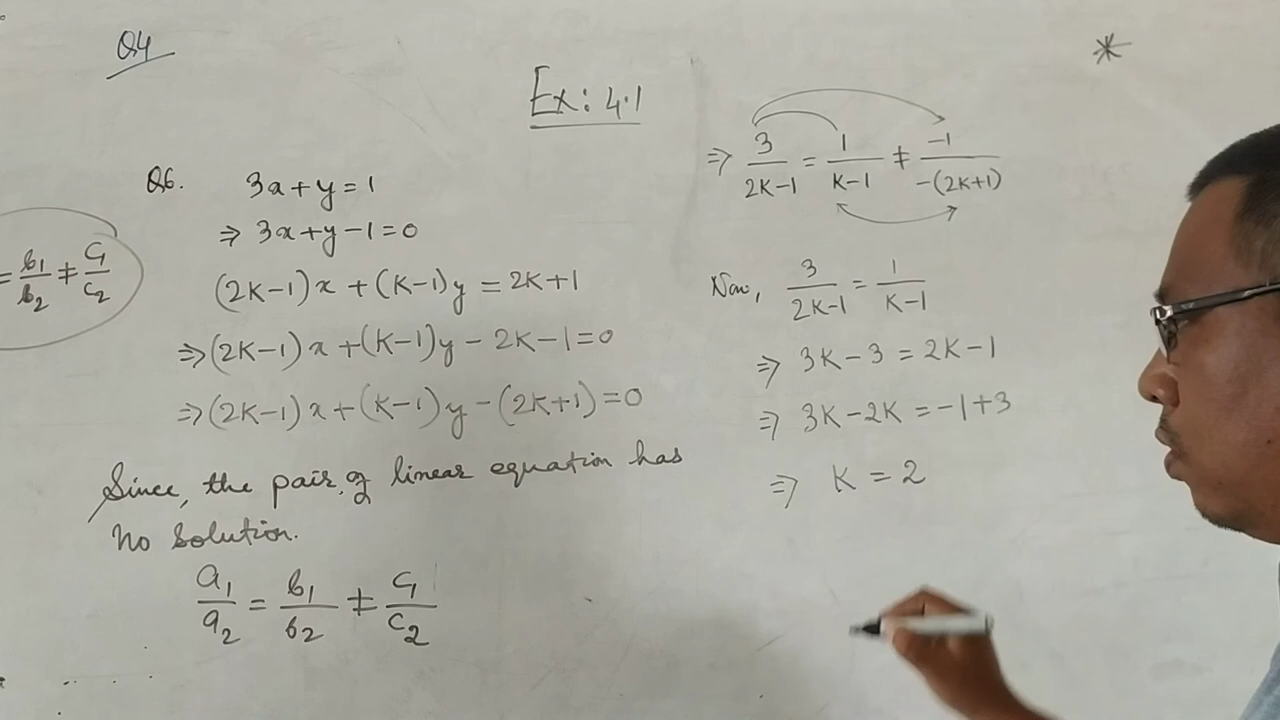 Q4
*
Ex: 4.1
Q6. 3x+y=1
⇒ 3x+y-1=0
(2K-1)x+(K-1)y=2K+1
⇒(2K-1)x+(K-1)y-2K-1=0
⇒(2K-1)x+(K-1)y-(2K+1)=0
Since, the pair of linear equation has
No Solution.
a₁/a₂ = b₁/b₂ ≠ c₁/c₂
= b₁/b₂ ≠ c₁/c₂
⇒ 3/(2K-1) = 1/(K-1) ≠ -1/-(2K+1)
Now, 3/(2K-1) = 1/(K-1)
⇒ 3K-3=2K-1
⇒ 3K-2K=-1+3
⇒ K=2